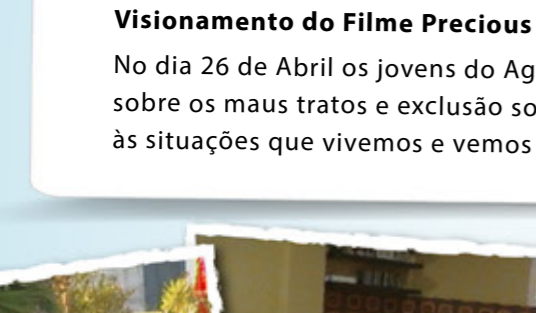 Visionamento do Filme Precious
No dia 26 de Abril os jovens do Ag
sobre os maus tratos e exclusão so
às situações que vivemos e vemos